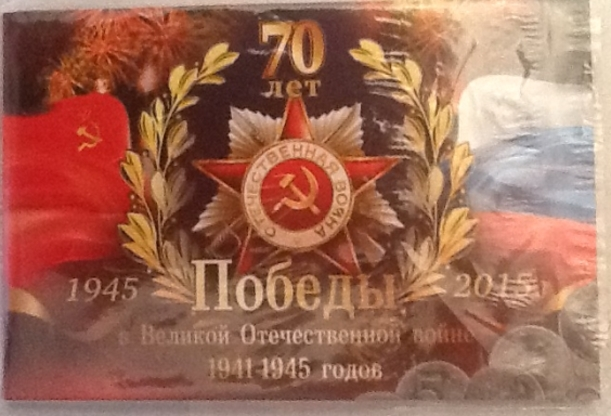 70
лет
ОТЕЧЕСТВЕННАЯ ВОЙНА
1945 Победы 2015
в Великой Отечественной войне
1941-1945 годов